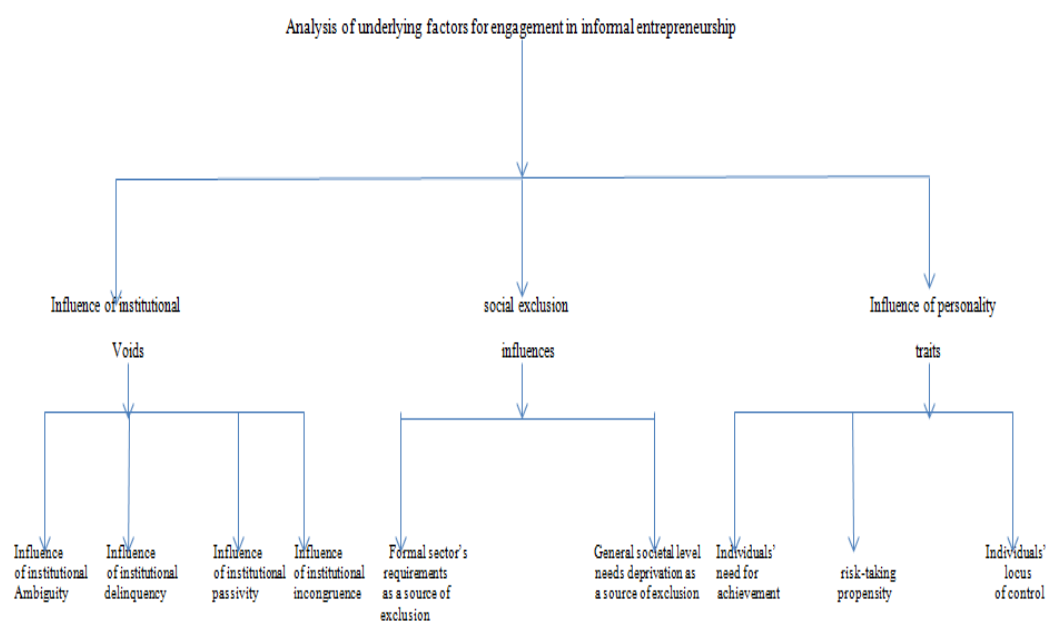 Analysis of underlying factors for engagement in informal entrepreneurship
Influence of institutional
Voids
social exclusion
influences
Influence of personality
traits
Influence
of institutional
Ambiguity
Influence
of institutional
delinquency
Influence
of institutional
passivity
Influence
of institutional
incongruence
Formal sector's
requirements
as a source of
exclusion
General societal level
needs deprivation as
a source of exclusion
Individuals'
need for
achievement
risk-taking
propensity
Individuals'
locus
of control